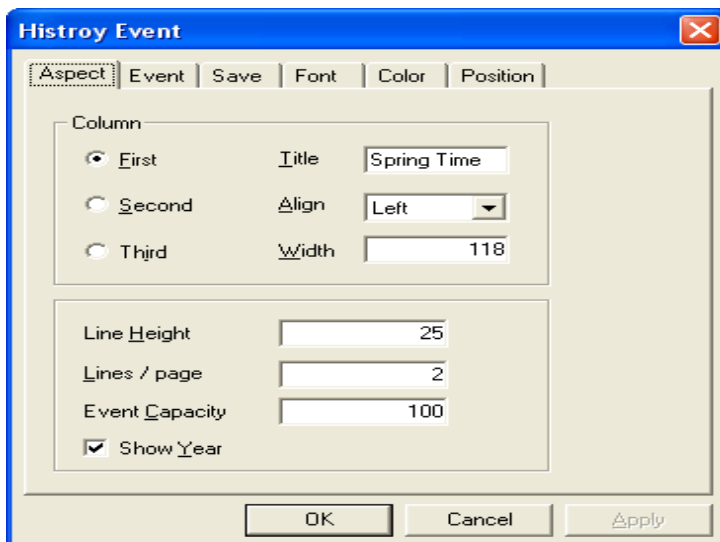 Histroy Event
Aspect Event Save Font Color Position
Column
First Title Spring Time
Second Align Left
Third Width 118
Line Height 25
Lines / page 2
Event Capacity 100
Show Year
OK Cancel Apply